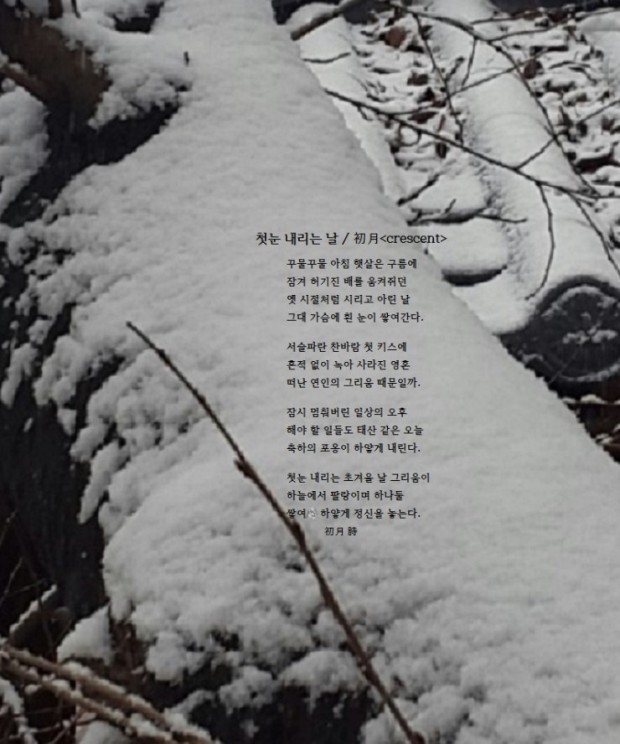 첫눈 내리는 날 / 初月<crescent>
꾸물꾸물 아침 햇살은 구름에
잠겨 허기진 배를 움켜쥐던
옛 시절처럼 시리고 아린 날
그대 가슴에 흰 눈이 쌓여간다.
서슬파란 찬바람 첫 키스에
흔적 없이 녹아 사라진 영혼
떠난 연인의 그리움 때문일까.
잠시 멈춰버린 일상의 오후
해야 할 일들도 태산 같은 오늘
축하의 포옹이 하얗게 내린다.
첫눈 내리는 초겨울 날 그리움이
하늘에서 팔랑이며 하나둘
하얗게 정신을 놓는다.
初月 詩